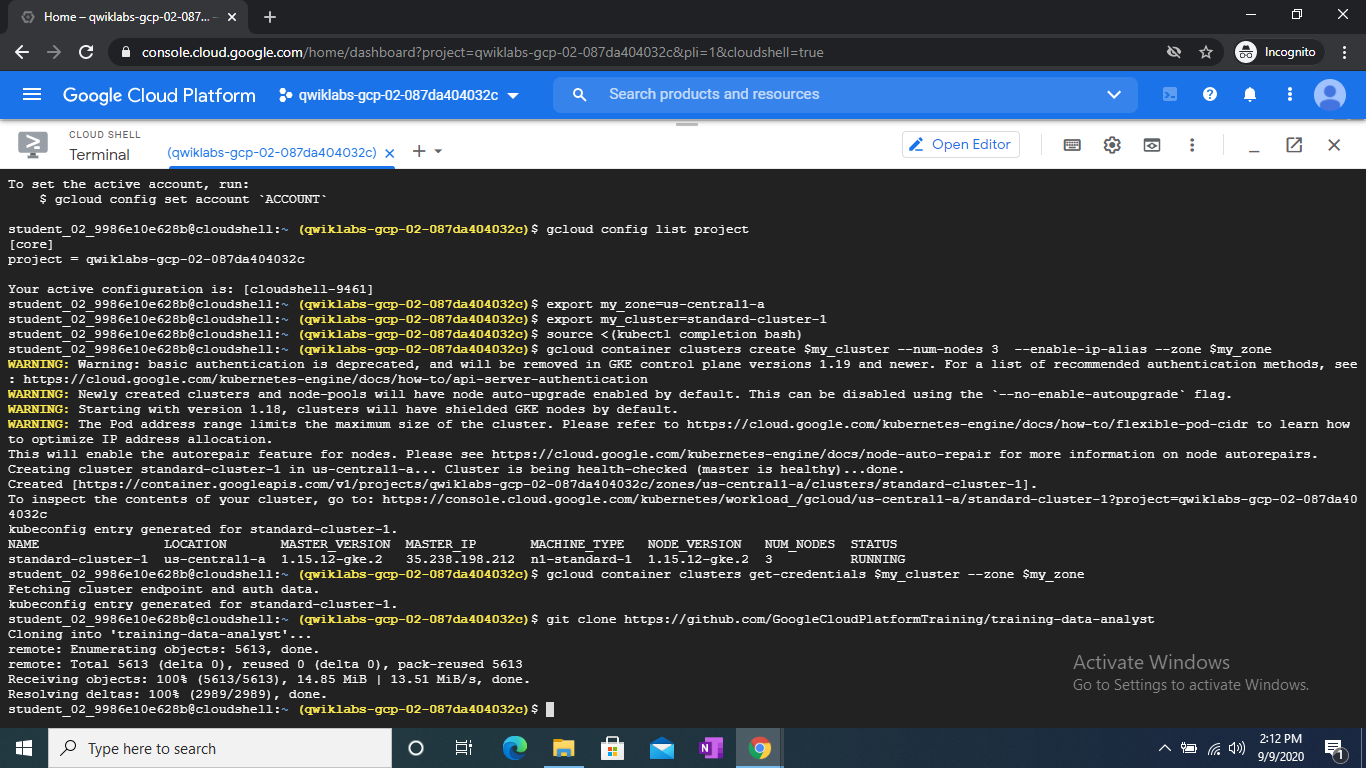 Home – qwiklabs-gcp-02-087...
console.cloud.google.com/home/dashboard?project=qwiklabs-gcp-02-087da404032c&pli=1&cloudshell=true
Incognito
Google Cloud Platform
qwiklabs-gcp-02-087da404032c
Search products and resources
CLOUD SHELL
Terminal
(qwiklabs-gcp-02-087da404032c)
Open Editor
To set the active account, run:
$ gcloud config set account `ACCOUNT`
student_02_9986e10e628b@cloudshell:~ (qwiklabs-gcp-02-087da404032c)$ gcloud config list project
[core]
project = qwiklabs-gcp-02-087da404032c
Your active configuration is: [cloudshell-9461]
student_02_9986e10e628b@cloudshell:~ (qwiklabs-gcp-02-087da404032c)$ export my_zone=us-central1-a
student_02_9986e10e628b@cloudshell:~ (qwiklabs-gcp-02-087da404032c)$ export my_cluster=standard-cluster-1
student_02_9986e10e628b@cloudshell:~ (qwiklabs-gcp-02-087da404032c)$ source <(kubectl completion bash)
student_02_9986e10e628b@cloudshell:~ (qwiklabs-gcp-02-087da404032c)$ gcloud container clusters create $my_cluster --num-nodes 3  --enable-ip-alias --zone $my_zone
WARNING: Warning: basic authentication is deprecated, and will be removed in GKE control plane versions 1.19 and newer. For a list of recommended authentication methods, see
: https://cloud.google.com/kubernetes-engine/docs/how-to/api-server-authentication
WARNING: Newly created clusters and node-pools will have node auto-upgrade enabled by default. This can be disabled using the `--no-enable-autoupgrade` flag.
WARNING: Starting with version 1.18, clusters will have shielded GKE nodes by default.
WARNING: The Pod address range limits the maximum size of the cluster. Please refer to https://cloud.google.com/kubernetes-engine/docs/how-to/flexible-pod-cidr to learn how
to optimize IP address allocation.
This will enable the autorepair feature for nodes. Please see https://cloud.google.com/kubernetes-engine/docs/node-auto-repair for more information on node autorepairs.
Creating cluster standard-cluster-1 in us-central1-a... Cluster is being health-checked (master is healthy)...done.
Created [https://container.googleapis.com/v1/projects/qwiklabs-gcp-02-087da404032c/zones/us-central1-a/clusters/standard-cluster-1].
To inspect the contents of your cluster, go to: https://console.cloud.google.com/kubernetes/workload_/gcloud/us-central1-a/standard-cluster-1?project=qwiklabs-gcp-02-087da40
4032c
kubeconfig entry generated for standard-cluster-1.
NAME LOCATION MASTER_VERSION MASTER_IP MACHINE_TYPE NODE_VERSION NUM_NODES STATUS
standard-cluster-1 us-central1-a 1.15.12-gke.2 35.238.198.212 n1-standard-1 1.15.12-gke.2 3 RUNNING
student_02_9986e10e628b@cloudshell:~ (qwiklabs-gcp-02-087da404032c)$ gcloud container clusters get-credentials $my_cluster --zone $my_zone
Fetching cluster endpoint and auth data.
kubeconfig entry generated for standard-cluster-1.
student_02_9986e10e628b@cloudshell:~ (qwiklabs-gcp-02-087da404032c)$ git clone https://github.com/GoogleCloudPlatformTraining/training-data-analyst
Cloning into 'training-data-analyst'...
remote: Enumerating objects: 5613, done.
remote: Total 5613 (delta 0), reused 0 (delta 0), pack-reused 5613
Receiving objects: 100% (5613/5613), 14.85 MiB | 13.51 MiB/s, done.
Resolving deltas: 100% (2989/2989), done.
student_02_9986e10e628b@cloudshell:~ (qwiklabs-gcp-02-087da404032c)$
Activate Windows
Go to Settings to activate Windows.
Type here to search
2:12 PM
9/9/2020
1